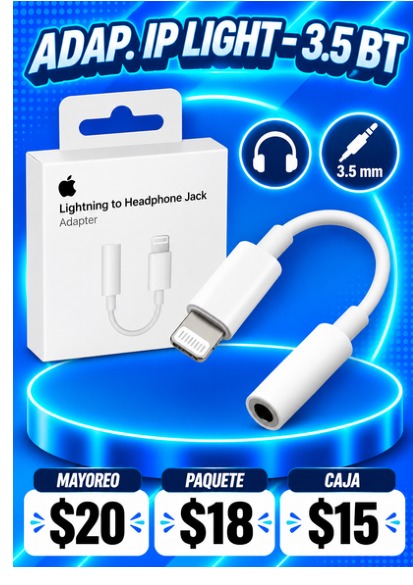 ADAP. IP LIGHT - 3.5 BT
Lightning to Headphone Jack
Adapter
3.5 mm
MAYOREO
$20
PAQUETE
$18
CAJA
$15